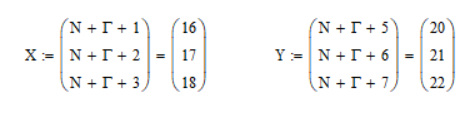 X := (N + Γ + 1 N + Γ + 2 N + Γ + 3) = (16 17 18)
Y := (N + Γ + 5 N + Γ + 6 N + Γ + 7) = (20 21 22)